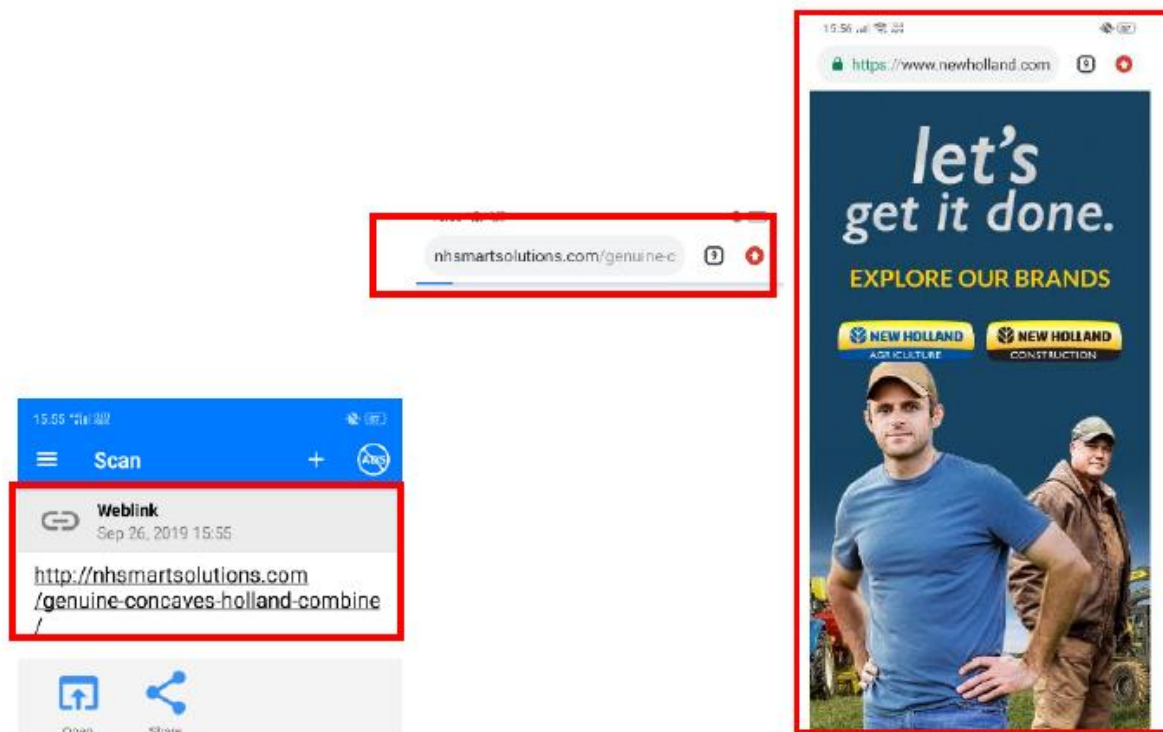 15:55
Scan
Weblink
Sep 26, 2019 15:55
http://nhsmartsolutions.com
/genuine-concaves-holland-combine
/
Open
Share
nhsmartsolutions.com/genuine-c
9
15:56
https://www.newholland.com
9
let's
get it done.
EXPLORE OUR BRANDS
NEW HOLLAND
AGRICULTURE
NEW HOLLAND
CONSTRUCTION